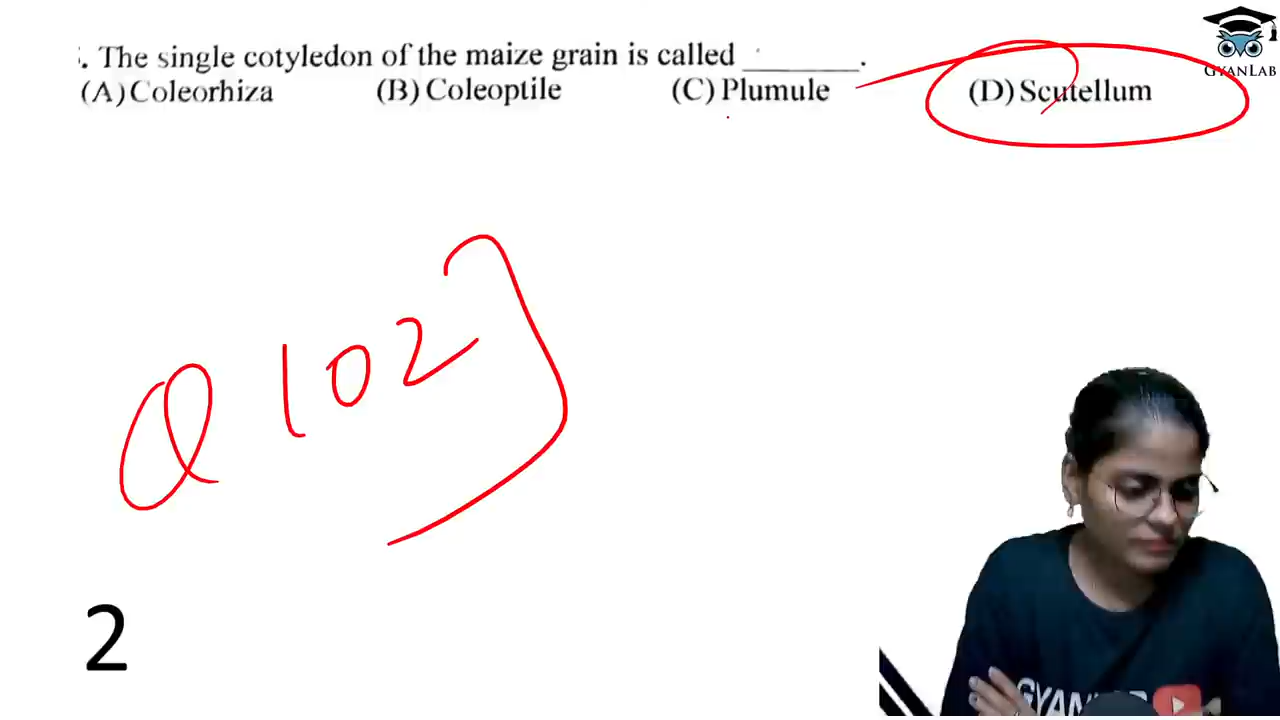 . The single cotyledon of the maize grain is called ________.
(A) Coleorhiza (B) Coleoptile (C) Plumule (D) Scutellum
GYANLAB
Q 102
2